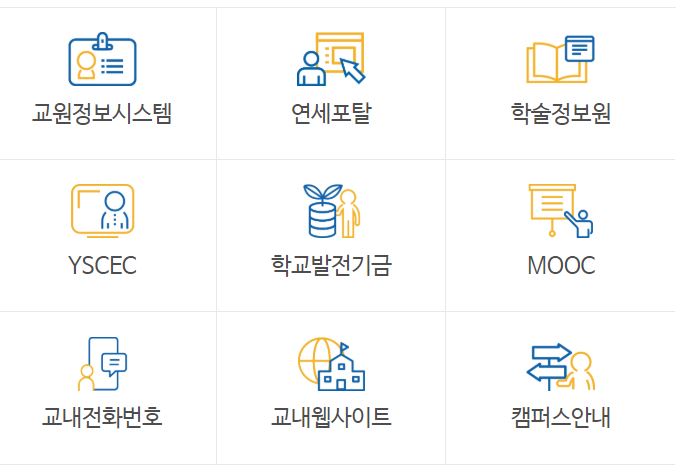 교원정보시스템
연세포탈
학술정보원
YSCEC
학교발전기금
MOOC
교내전화번호
교내웹사이트
캠퍼스안내